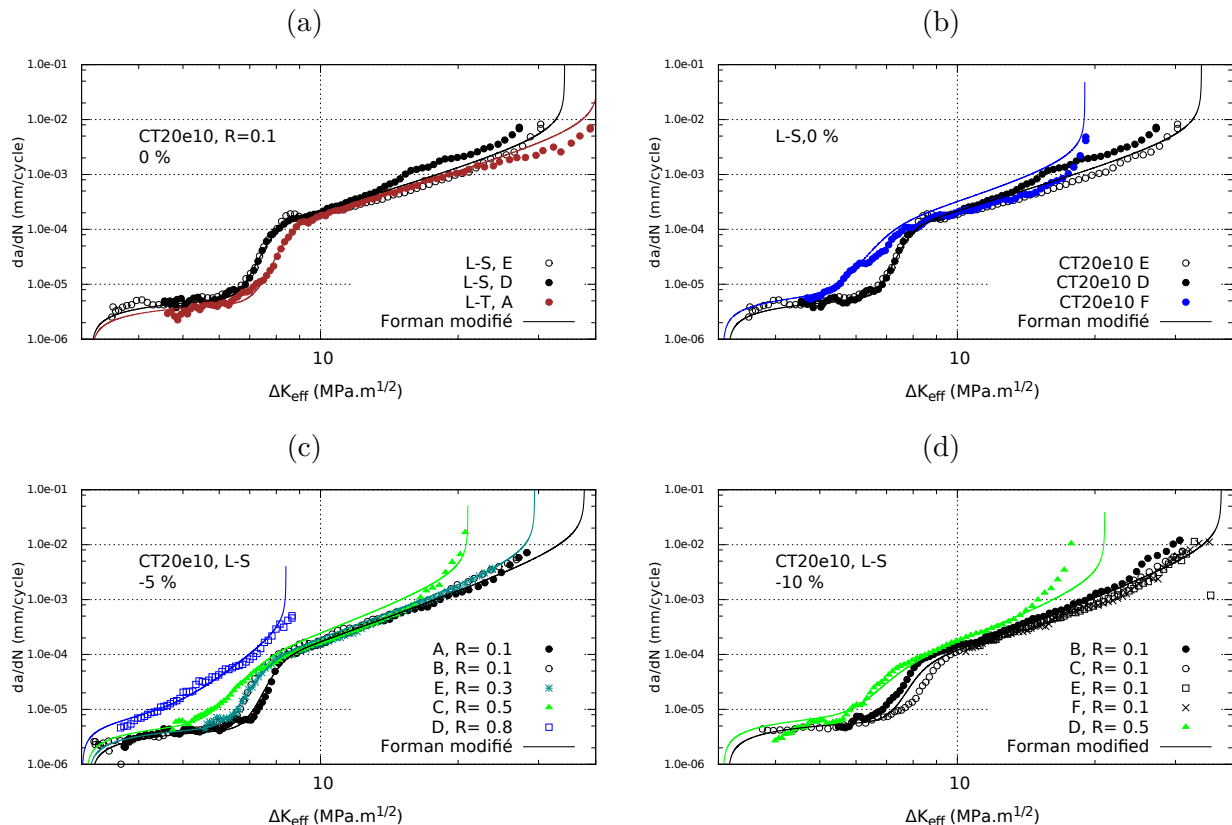 (a)
1.0e-01
1.0e-02
1.0e-03
1.0e-04
1.0e-05
1.0e-06
da/dN (mm/cycle)
CT20e10, R=0.1
0 %
L-S, E
L-S, D
L-T, A
Forman modifié
10
ΔKeff (MPa.m1/2)
(b)
1.0e-01
1.0e-02
1.0e-03
1.0e-04
1.0e-05
1.0e-06
da/dN (mm/cycle)
L-S,0 %
CT20e10 E
CT20e10 D
CT20e10 F
Forman modifié
10
ΔKeff (MPa.m1/2)
(c)
1.0e-01
1.0e-02
1.0e-03
1.0e-04
1.0e-05
1.0e-06
da/dN (mm/cycle)
CT20e10, L-S
-5 %
A, R= 0.1
B, R= 0.1
E, R= 0.3
C, R= 0.5
D, R= 0.8
Forman modifié
10
ΔKeff (MPa.m1/2)
(d)
1.0e-01
1.0e-02
1.0e-03
1.0e-04
1.0e-05
1.0e-06
da/dN (mm/cycle)
CT20e10, L-S
-10 %
B, R= 0.1
C, R= 0.1
E, R= 0.1
F, R= 0.1
D, R= 0.5
Forman modified
10
ΔKeff (MPa.m1/2)